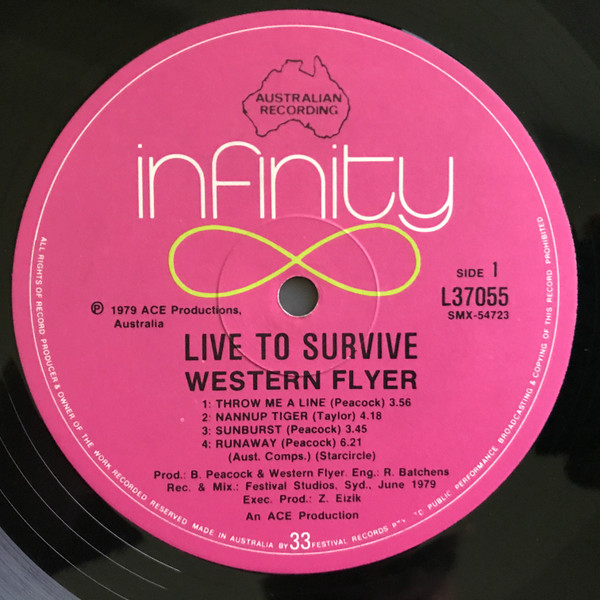 AUSTRALIAN
RECORDING
infinity
SIDE 1
L37055
SMX-54723
℗ 1979 ACE Productions,
Australia
LIVE TO SURVIVE
WESTERN FLYER
1: THROW ME A LINE (Peacock) 3.56
2: NANNUP TIGER (Taylor) 4.18
3: SUNBURST (Peacock) 3.45
4: RUNAWAY (Peacock) 6.21
(Aust. Comps.) (Starcircle)
Prod.: B. Peacock & Western Flyer. Eng.: R. Batchens
Rec. & Mix.: Festival Studios, Syd., June 1979
Exec. Prod.: Z. Eizik
An ACE Production
33
ALL RIGHTS OF RECORD PRODUCER & OWNER OF THE WORK RECORDED RESERVED MADE IN AUSTRALIA BY FESTIVAL RECORDS PUBLIC PERFORMANCE BROADCASTING & COPYING OF THIS RECORD PROHIBITED